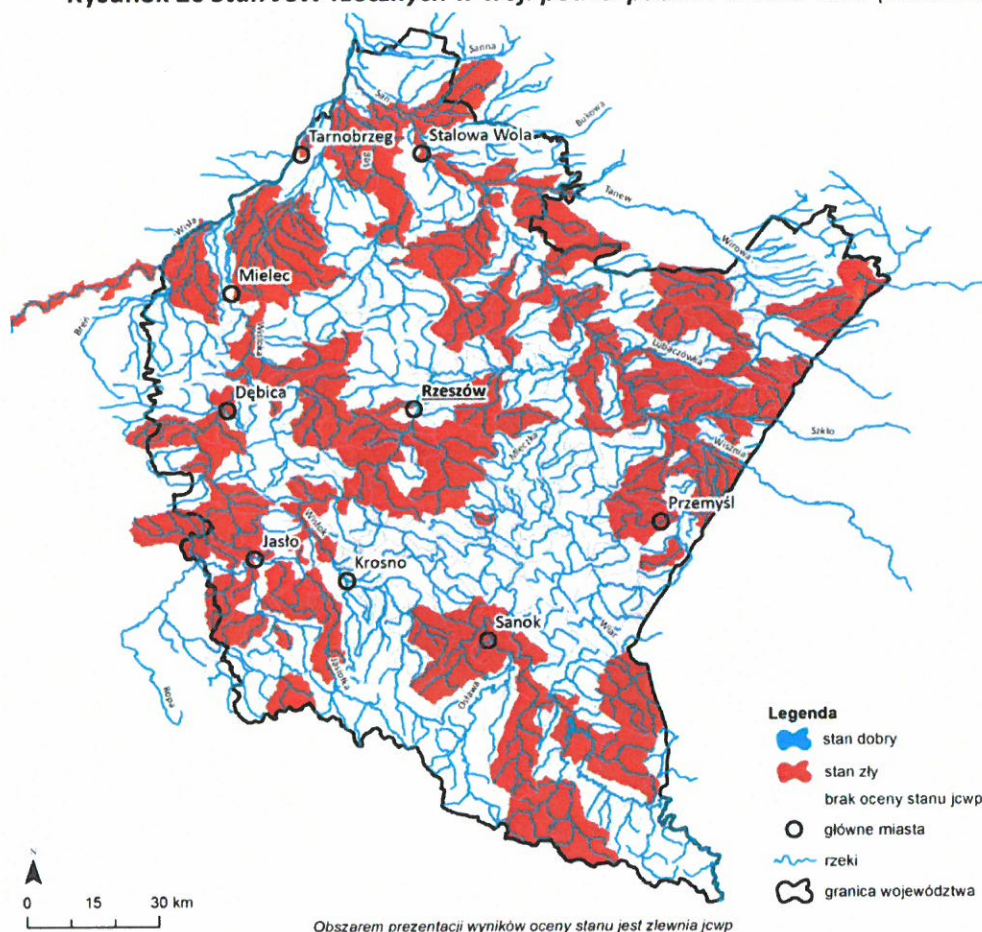 Sanna
San
Bukowa
Tarnobrzeg
Stalowa Wola
Łęg
Tanew
Wisła
Wirowa
Mielec
Breń
Wisłoka
Lubaczówka
Dębica
Rzeszów
Szkło
Mleczka
Wisznia
Przemyśl
Wisłok
Jasło
Krosno
Sanok
Wiar
Jasiołka
Ropa
Osława
Legenda
stan dobry
stan zły
brak oceny stanu jcwp
główne miasta
rzeki
granica województwa
N
0 15 30 km
Obszarem prezentacji wyników oceny stanu jest zlewnia jcwp